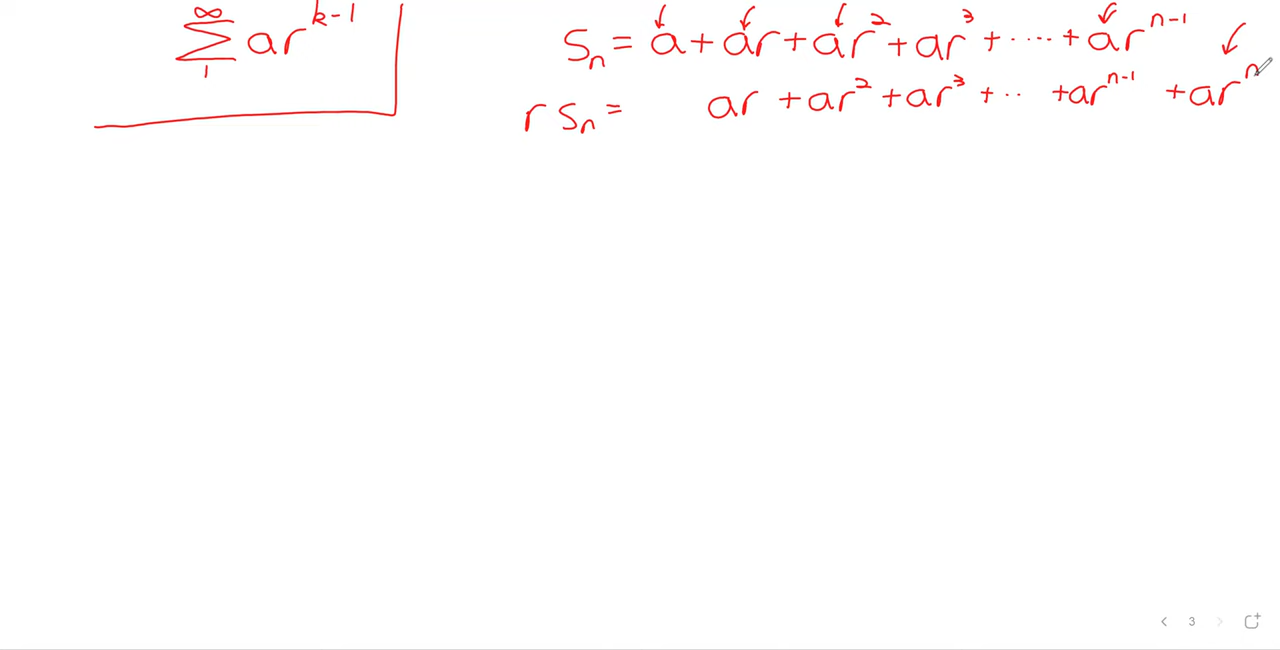 ∞
∑ ar^{k-1}
1
S_n = a + ar + ar^2 + ar^3 + ····· + ar^{n-1}
r S_n = ar + ar^2 + ar^3 + ·· + ar^{n-1} + ar^n
3